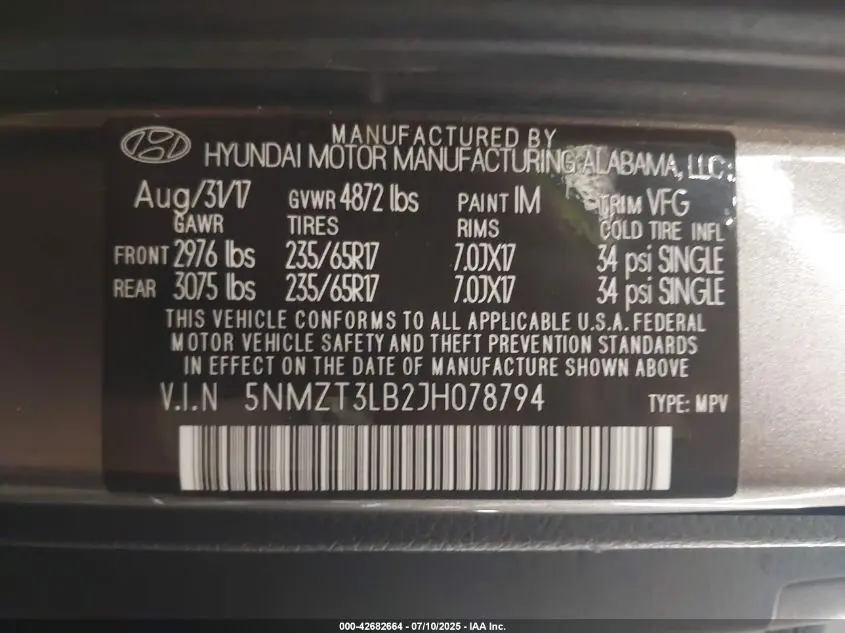 MANUFACTURED BY
HYUNDAI MOTOR MANUFACTURING ALABAMA, LLC
Aug/31/17 GVWR 4872 lbs PAINT IM TRIM VFG
GAWR TIRES RIMS COLD TIRE INFL
FRONT 2976 lbs 235/65R17 7.0JX17 34 psi SINGLE
REAR 3075 lbs 235/65R17 7.0JX17 34 psi SINGLE
THIS VEHICLE CONFORMS TO ALL APPLICABLE U.S.A. FEDERAL
MOTOR VEHICLE SAFETY AND THEFT PREVENTION STANDARDS
IN EFFECT ON THE DATE OF MANUFACTURE SHOWN ABOVE
V.I.N 5NMZT3LB2JH078794 TYPE: MPV
000-42682664 - 07/10/2025 - IAA Inc.